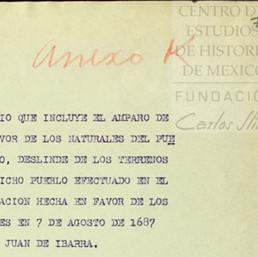 CENTRO DE
ESTUDIOS
DE HISTORI
DE MEXICO
FUNDACIÓ
Carlos Sli
Anexo K
IO QUE INCLUYE EL AMPARO DE
VOR DE LOS NATURALES DEL PUE
O, DESLINDE DE LOS TERRENOS
ICHO PUEBLO EFECTUADO EN EL
ACION HECHA EN FAVOR DE LOS
ES EN 7 DE AGOSTO DE 1687
JUAN DE IBARRA.